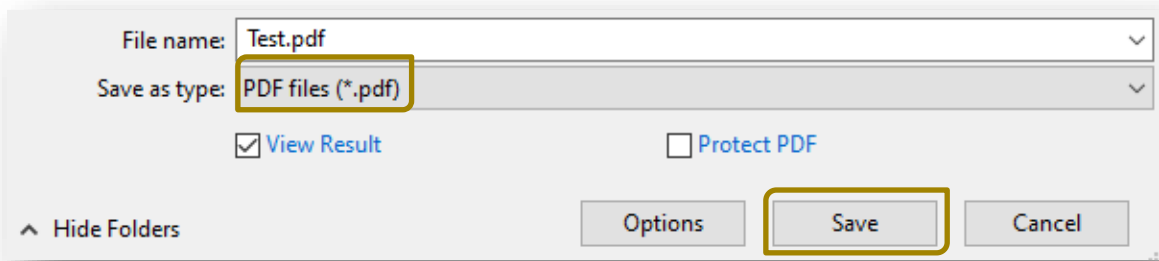 File name: Test.pdf
Save as type: PDF files (*.pdf)
View Result Protect PDF
Hide Folders Options Save Cancel